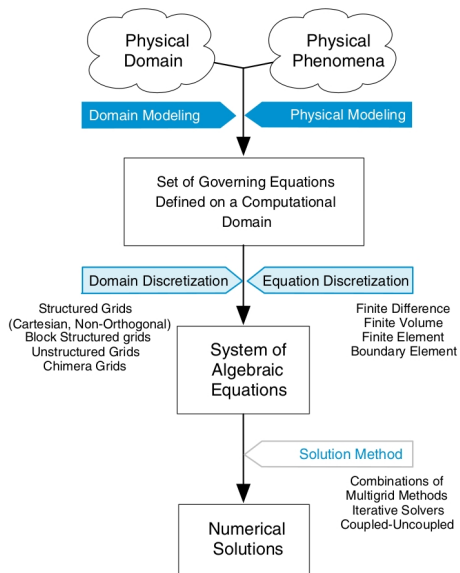 Physical
Domain
Physical
Phenomena
Domain Modeling
Physical Modeling
Set of Governing Equations
Defined on a Computational
Domain
Domain Discretization
Equation Discretization
Structured Grids
(Cartesian, Non-Orthogonal)
Block Structured grids
Unstructured Grids
Chimera Grids
Finite Difference
Finite Volume
Finite Element
Boundary Element
System of
Algebraic
Equations
Solution Method
Combinations of
Multigrid Methods
Iterative Solvers
Coupled-Uncoupled
Numerical
Solutions